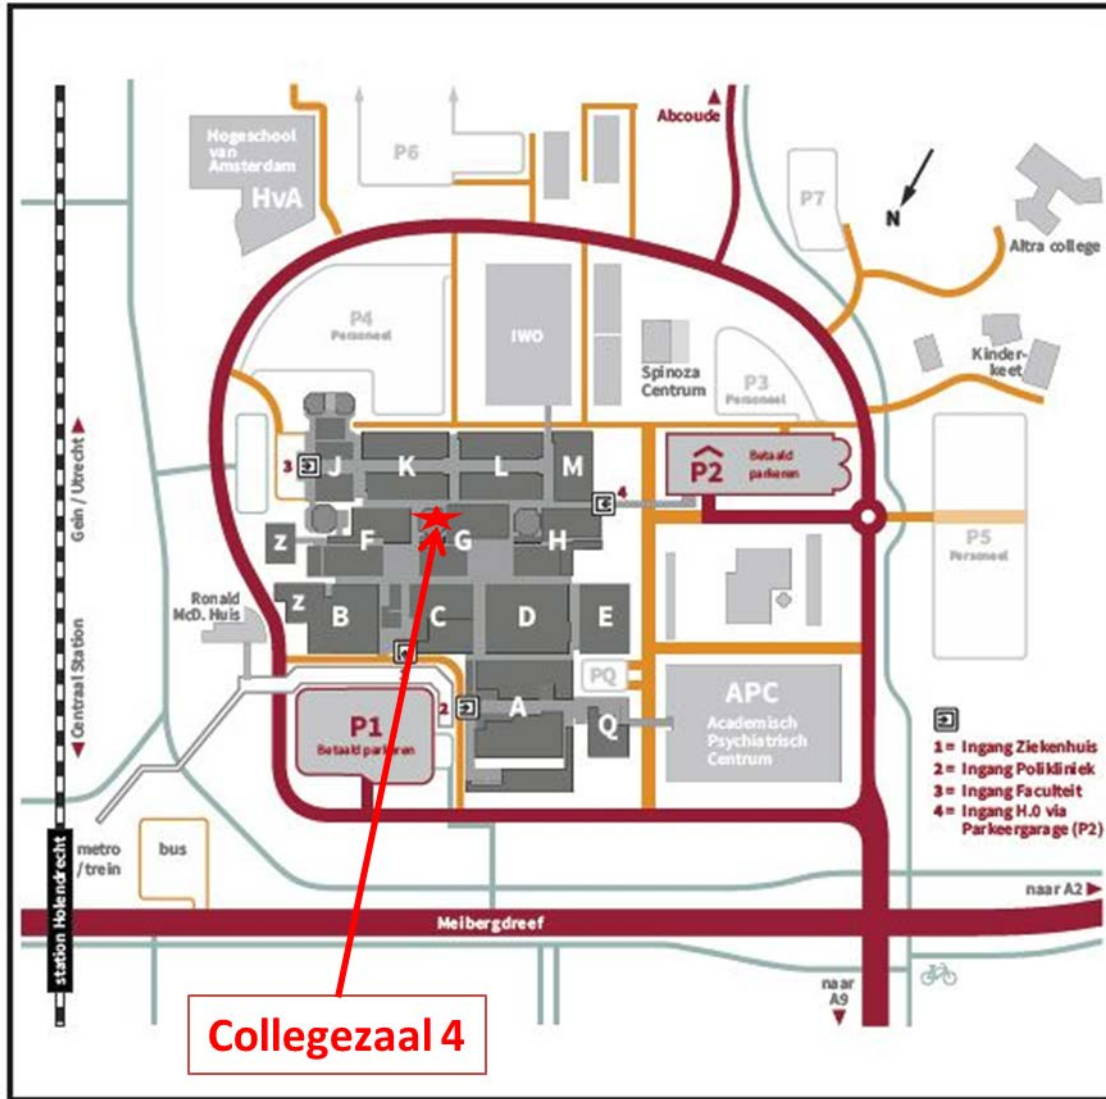 Abcoude
Hogeschool
van
Amsterdam
HvA
P6
P7
N
Altra college
P4
Personeel
IWO
Spinoza
Centrum
P3
Personeel
Kinder-
keet
Gein / Utrecht
Centraal Station
3
J
K
L
M
P2
Betaald
parkeren
4
Z
F
G
H
P5
Personeel
Ronald
McD. Huis
Z
B
C
D
E
PQ
P1
Betaald parkeren
2
A
Q
APC
Academisch
Psychiatrisch
Centrum
1 = Ingang Ziekenhuis
2 = Ingang Polikliniek
3 = Ingang Faculteit
4 = Ingang H.0 via
Parkeergarage (P2)
metro
/trein
bus
station Holendrecht
naar A2
Meibergdreef
naar
A9
Collegezaal 4